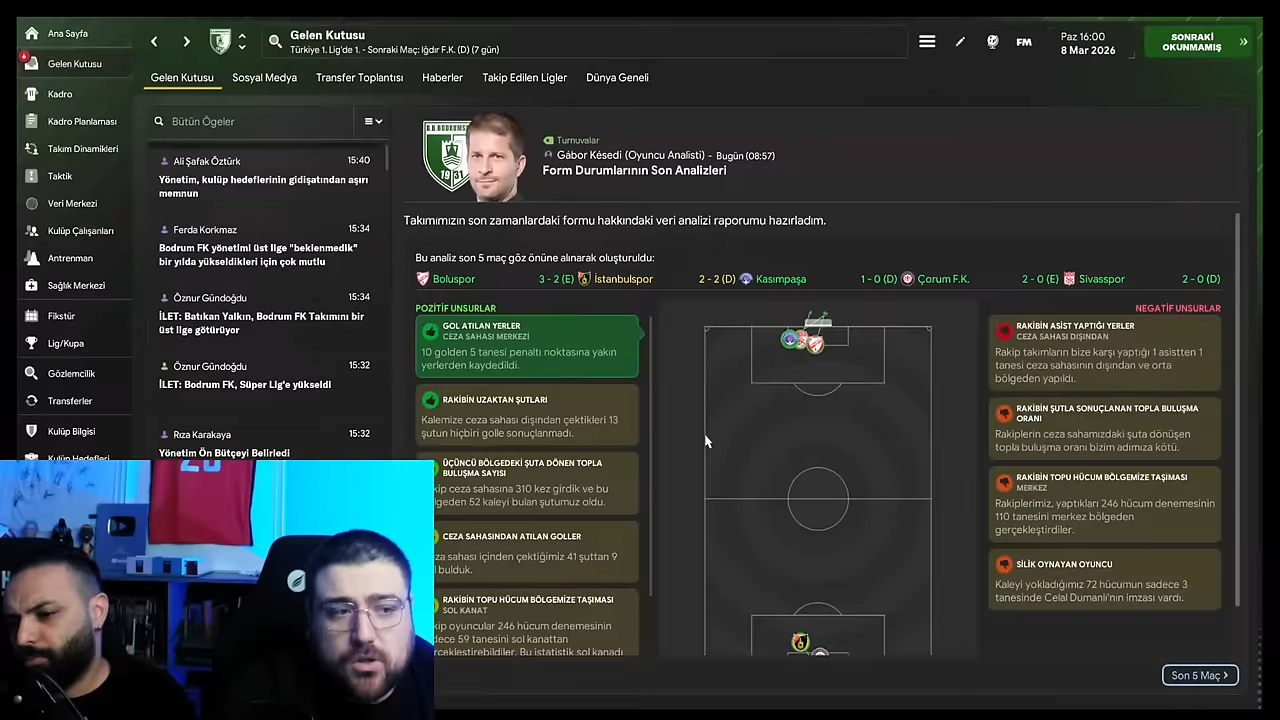 Ana Sayfa
Gelen Kutusu
Kadro
Kadro Planlaması
Takım Dinamikleri
Taktik
Veri Merkezi
Kulüp Çalışanları
Antrenman
Sağlık Merkezi
Fikstür
Lig/Kupa
Gözlemcilik
Transferler
Kulüp Bilgisi
Kulüp Hedefleri
Gelen Kutusu
Türkiye 1. Lig'de 1. - Sonraki Maç: Iğdır F.K. (D) (7 gün)
FM
Paz 16:00
8 Mar 2026
SONRAKİ
OKUNMAMIŞ
Gelen Kutusu
Sosyal Medya
Transfer Toplantısı
Haberler
Takip Edilen Ligler
Dünya Geneli
Bütün Ögeler
Ali Şafak Öztürk
15:40
Yönetim, kulüp hedeflerinin gidişatından aşırı
memnun
Ferda Korkmaz
15:34
Bodrum FK yönetimi üst lige "beklenmedik"
bir yılda yükseldikleri için çok mutlu
Öznur Gündoğdu
15:34
İLET: Batıkan Yalkın, Bodrum FK Takımını bir
üst lige götürüyor
Öznur Gündoğdu
15:32
İLET: Bodrum FK, Süper Lig'e yükseldi
Rıza Karakaya
15:32
Yönetim Ön Bütçeyi Belirledi
19 31
Turnuvalar
Gábor Késedi (Oyuncu Analisti) - Bugün (08:57)
Form Durumlarının Son Analizleri
Takımımızın son zamanlardaki formu hakkındaki veri analizi raporumu hazırladım.
Bu analiz son 5 maç göz önüne alınarak oluşturuldu:
Boluspor 3 - 2 (E) İstanbulspor 2 - 2 (D) Kasımpaşa 1 - 0 (D) Çorum F.K. 2 - 0 (E) Sivasspor 2 - 0 (D)
POZİTİF UNSURLAR
GOL ATILAN YERLER
CEZA SAHASI MERKEZİ
10 golden 5 tanesi penaltı noktasına yakın
yerlerden kaydedildi.
RAKİBİN UZAKTAN ŞUTLARI
Kalemize ceza sahası dışından çektikleri 13
şutun hiçbiri golle sonuçlanmadı.
ÜÇÜNCÜ BÖLGEDEKİ ŞUTA DÖNEN TOPLA
BULUŞMA SAYISI
kip ceza sahasına 310 kez girdik ve bu
lgeden 52 kaleyi bulan şutumuz oldu.
CEZA SAHASINDAN ATILAN GOLLER
za sahası içinden çektiğimiz 41 şuttan 9
l bulduk.
RAKİBİN TOPU HÜCUM BÖLGEMİZE TAŞIMASI
SOL KANAT
kip oyuncular 246 hücum denemesinin
dece 59 tanesini sol kanattan
erçekleştirebildiler. Bu istatistik sol kanadı
NEGATİF UNSURLAR
RAKİBİN ASİST YAPTIĞI YERLER
CEZA SAHASI DIŞINDAN
Rakip takımların bize karşı yaptığı 1 asistten 1
tanesi ceza sahasının dışından ve orta
bölgeden yapıldı.
RAKİBİN ŞUTLA SONUÇLANAN TOPLA BULUŞMA
ORANI
Rakiplerin ceza sahamızdaki şuta dönüşen
topla buluşma oranı bizim adımıza kötü.
RAKİBİN TOPU HÜCUM BÖLGEMİZE TAŞIMASI
MERKEZ
Rakiplerimiz, yaptıkları 246 hücum denemesinin
110 tanesini merkez bölgeden
gerçekleştirdiler.
SİLİK OYNAYAN OYUNCU
Kaleyi yokladığımız 72 hücumun sadece 3
tanesinde Celal Dumanlı'nın imzası vardı.
Son 5 Maç